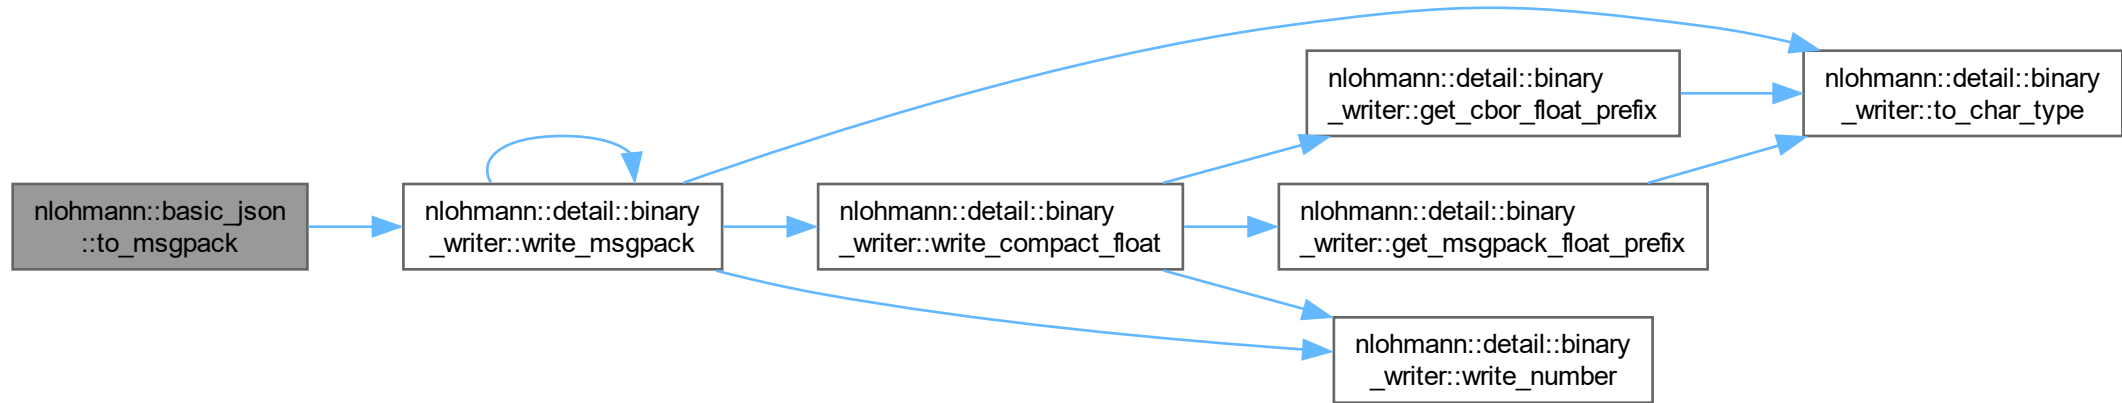 nlohmann::basic_json
::to_msgpack
nlohmann::detail::binary
_writer::write_msgpack
nlohmann::detail::binary
_writer::write_compact_float
nlohmann::detail::binary
_writer::get_cbor_float_prefix
nlohmann::detail::binary
_writer::get_msgpack_float_prefix
nlohmann::detail::binary
_writer::write_number
nlohmann::detail::binary
_writer::to_char_type